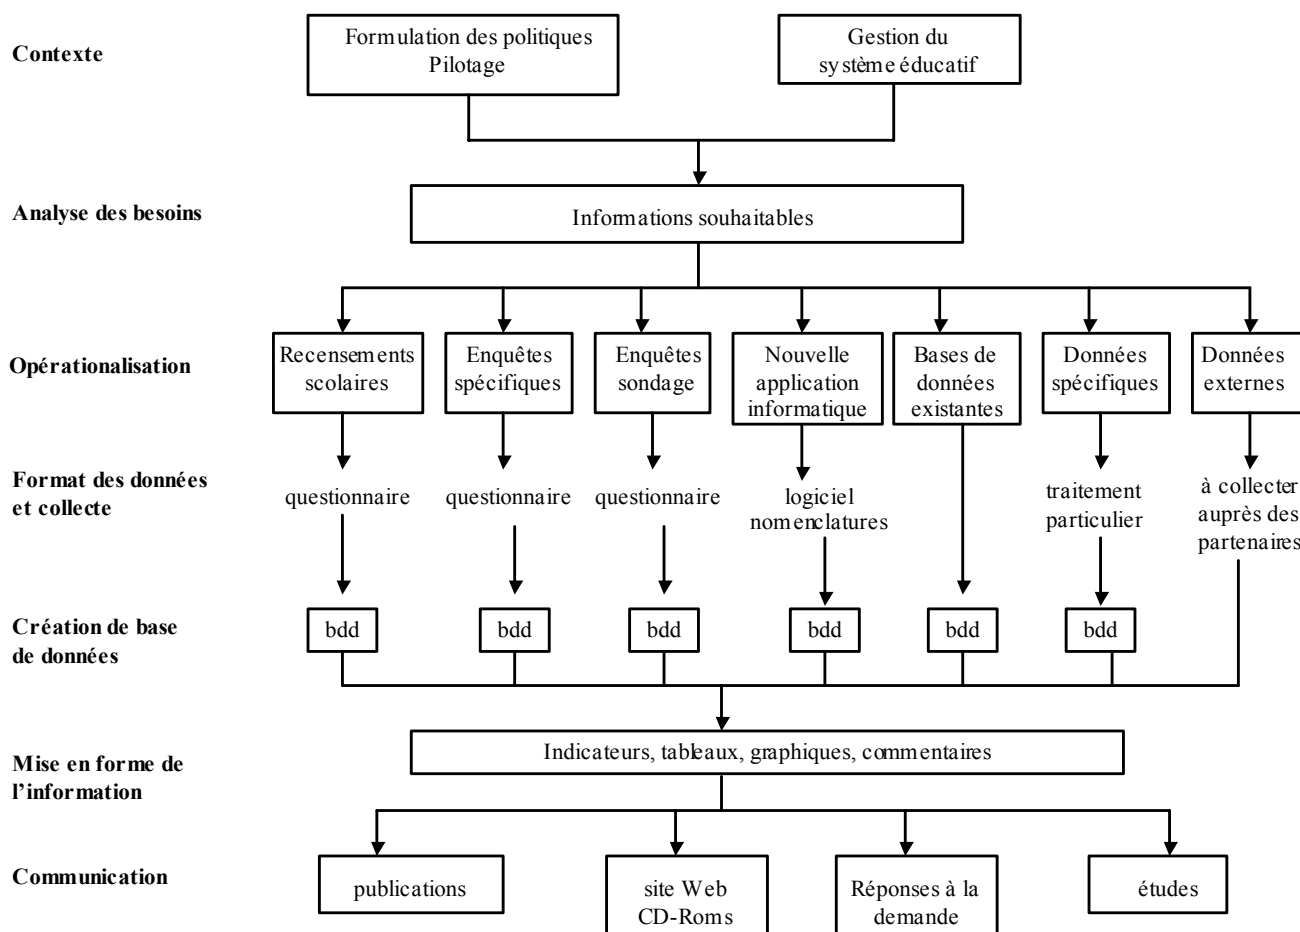 Contexte
Formulation des politiques
Pilotage
Gestion du
système éducatif
Analyse des besoins
Informations souhaitables
Opérationalisation
Recensements
scolaires
Enquêtes
spécifiques
Enquêtes
sondage
Nouvelle
application
informatique
Bases de
données
existantes
Données
spécifiques
Données
externes
Format des données
et collecte
questionnaire
questionnaire
questionnaire
logiciel
nomenclatures
traitement
particulier
à collecter
auprès des
partenaires
Création de base
de données
bdd
bdd
bdd
bdd
bdd
bdd
Mise en forme de
l’information
Indicateurs, tableaux, graphiques, commentaires
Communication
publications
site Web
CD-Roms
Réponses à la
demande
études